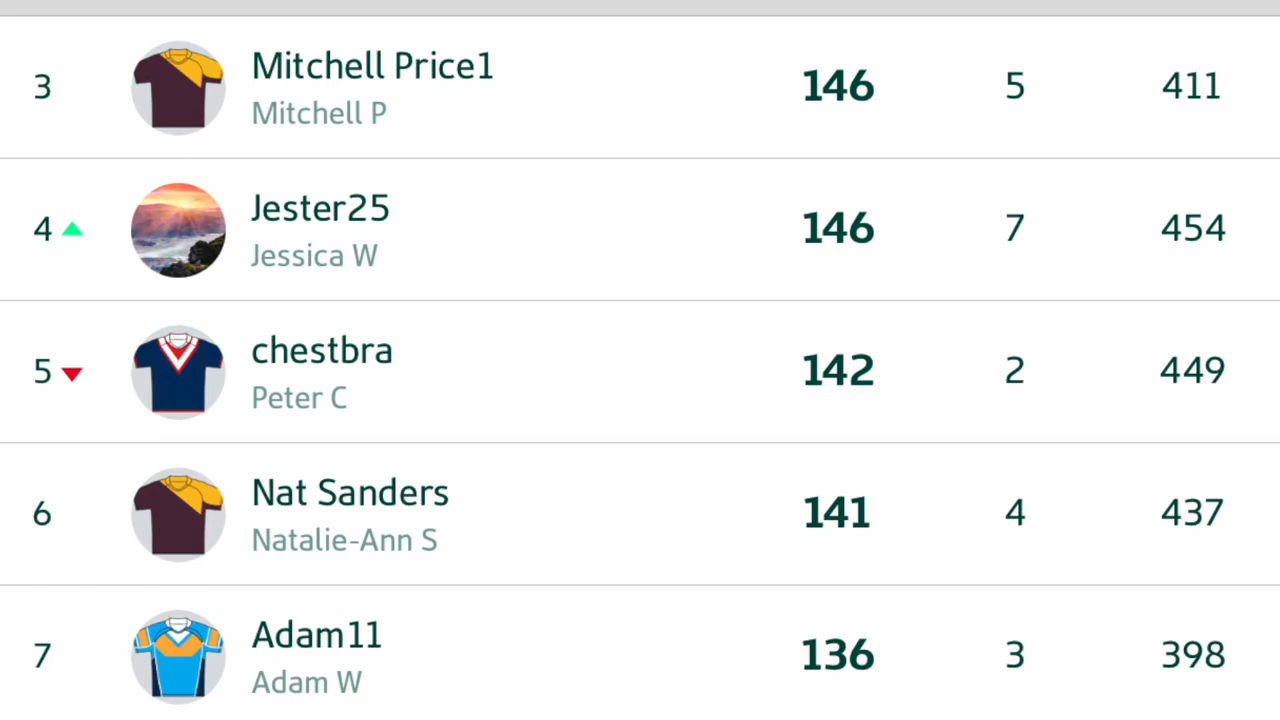 3 Mitchell Price1 146 5 411
Mitchell P
4 Jester25 146 7 454
Jessica W
5 chestbra 142 2 449
Peter C
6 Nat Sanders 141 4 437
Natalie-Ann S
7 Adam11 136 3 398
Adam W